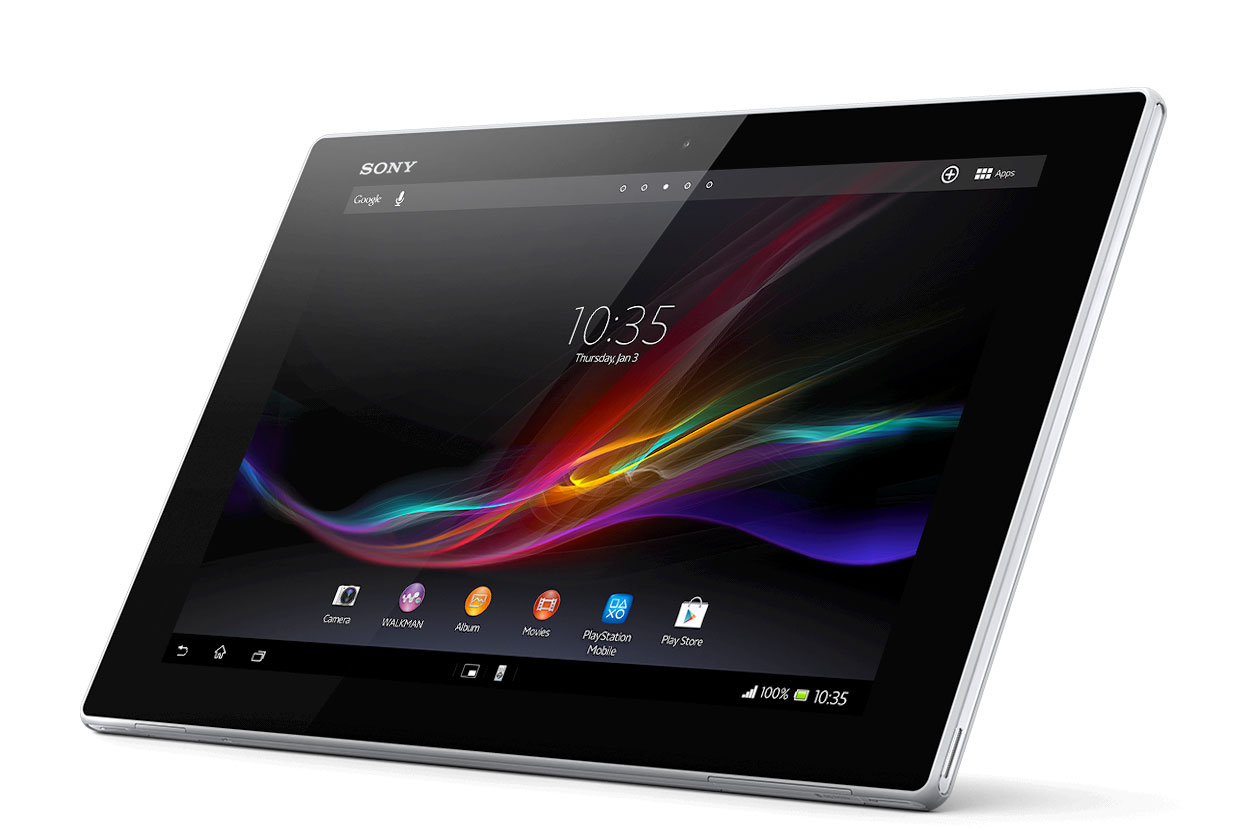 SONY
Google
Apps
10:35
Thursday, Jan 3
Camera
WALKMAN
Album
Movies
PlayStation
Mobile
Play Store
100%
10:35